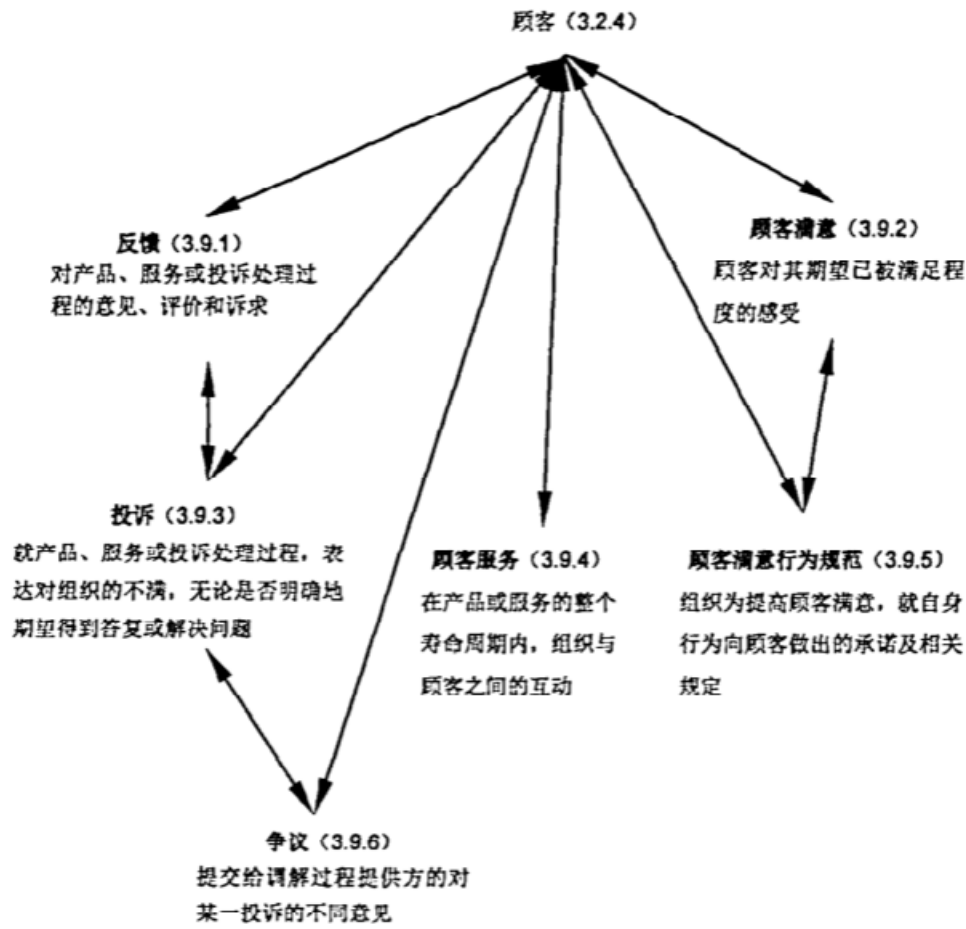 顾客（3.2.4）
反馈（3.9.1）
对产品、服务或投诉处理过
程的意见、评价和诉求
顾客满意（3.9.2）
顾客对其期望已被满足程
度的感受
投诉（3.9.3）
就产品、服务或投诉处理过程，表
达对组织的不满，无论是否明确地
期望得到答复或解决问题
顾客服务（3.9.4）
在产品或服务的整个
寿命周期内，组织与
顾客之间的互动
顾客满意行为规范（3.9.5）
组织为提高顾客满意，就自身
行为向顾客做出的承诺及相关
规定
争议（3.9.6）
提交给调解过程提供方的对
某一投诉的不同意见